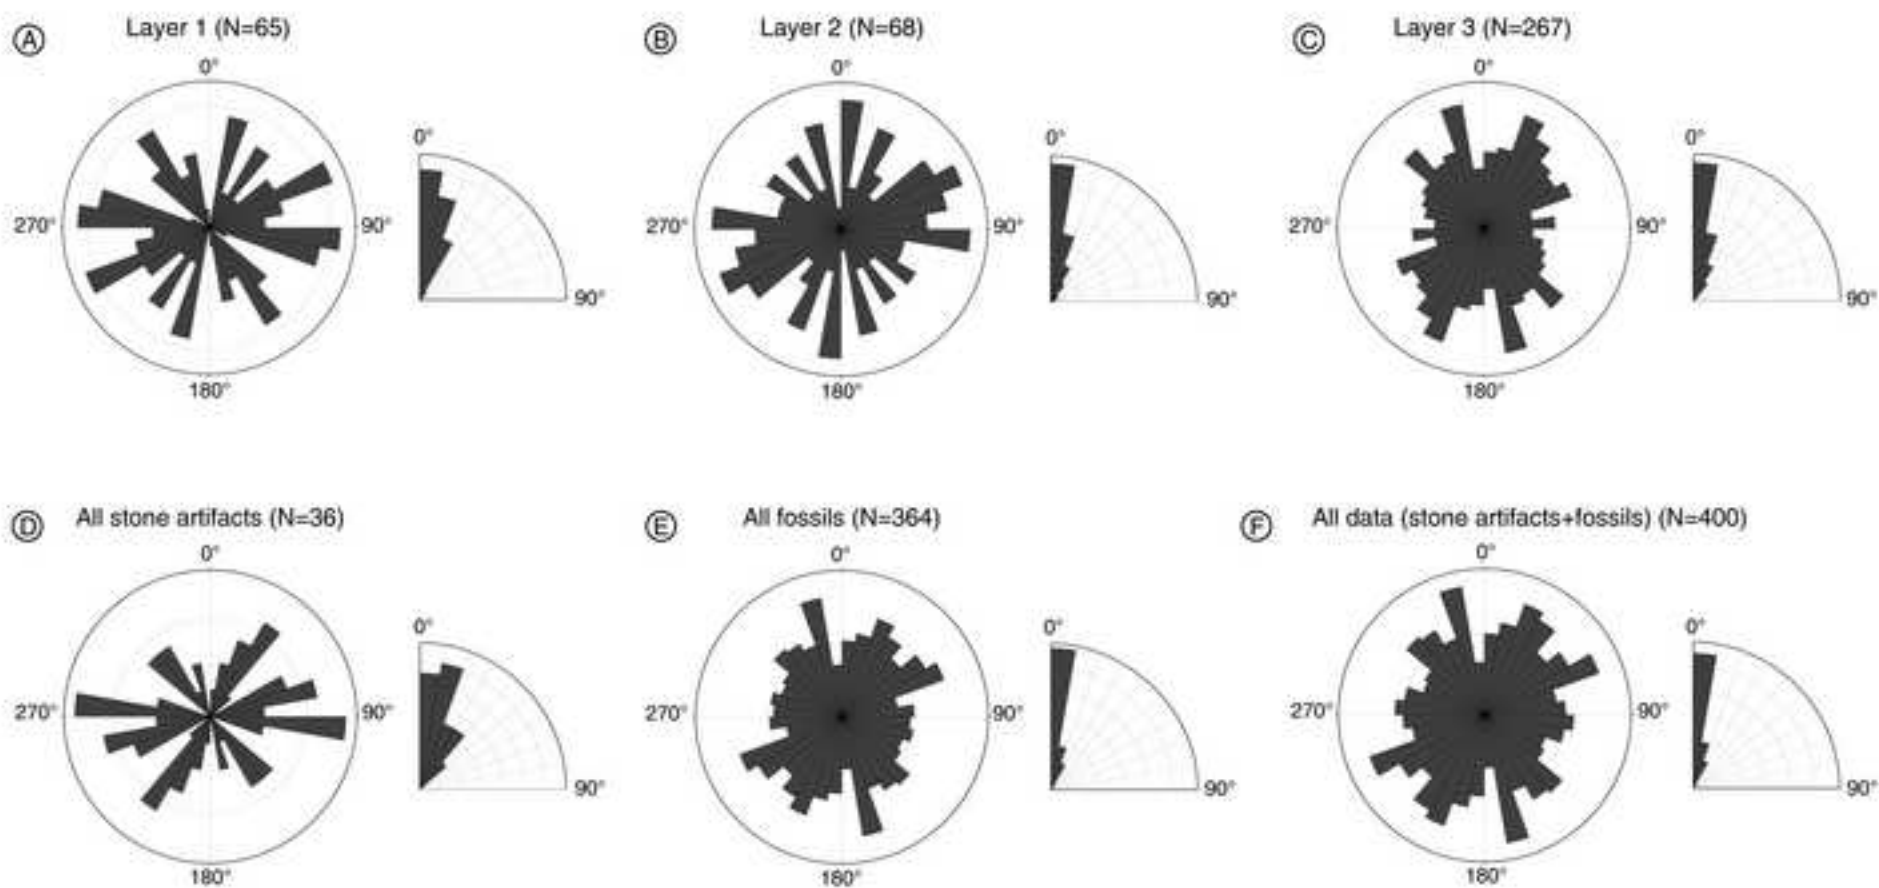 A Layer 1 (N=65)
B Layer 2 (N=68)
C Layer 3 (N=267)
0° 0° 0°
0° 0° 0°
270° 90° 270° 90° 270° 90°
90° 90° 90°
180° 180° 180°
D All stone artifacts (N=36)
E All fossils (N=364)
F All data (stone artifacts+fossils) (N=400)
0° 0° 0°
0° 0° 0°
270° 90° 270° 90° 270° 90°
90° 90° 90°
180° 180° 180°